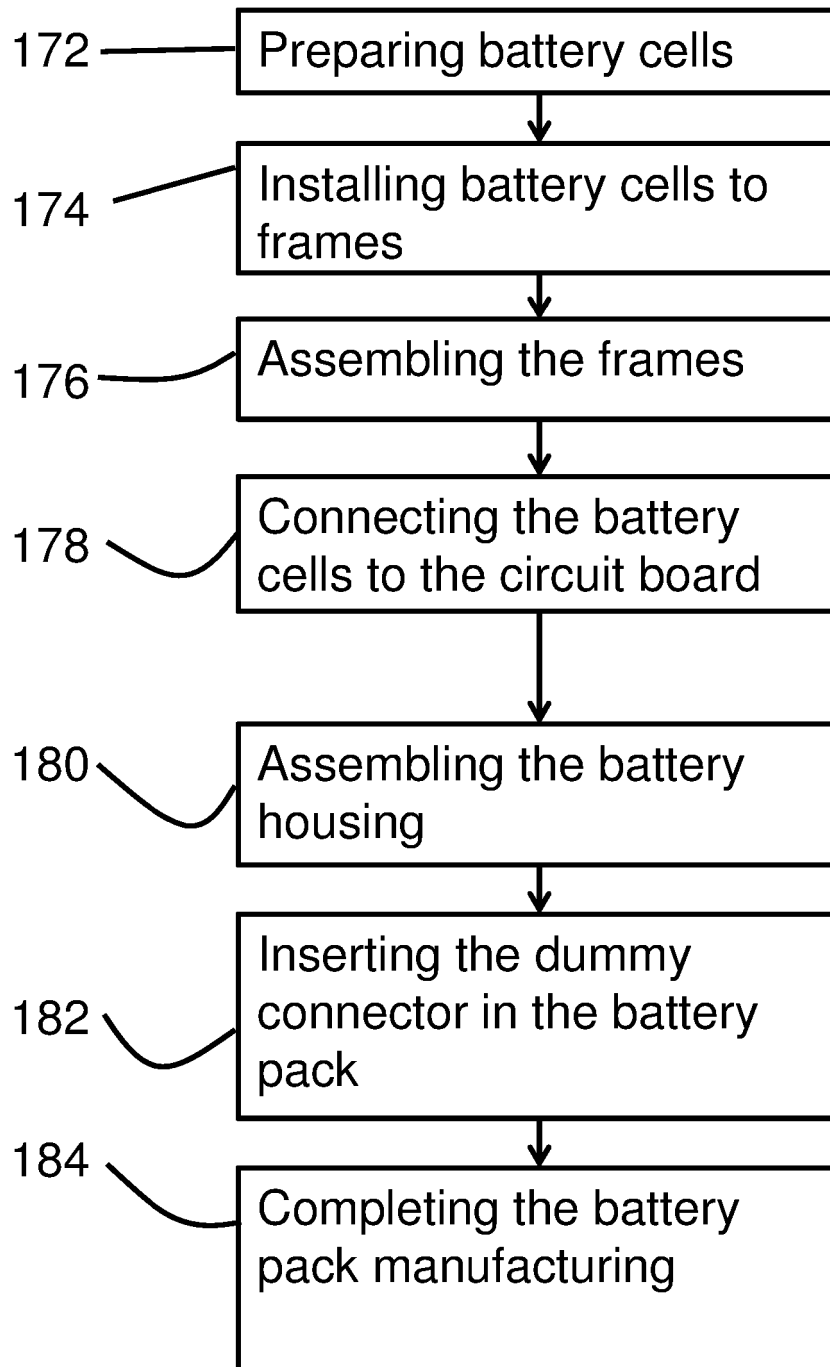 172
Preparing battery cells
174
Installing battery cells to
frames
176
Assembling the frames
178
Connecting the battery
cells to the circuit board
180
Assembling the battery
housing
182
Inserting the dummy
connector in the battery
pack
184
Completing the battery
pack manufacturing